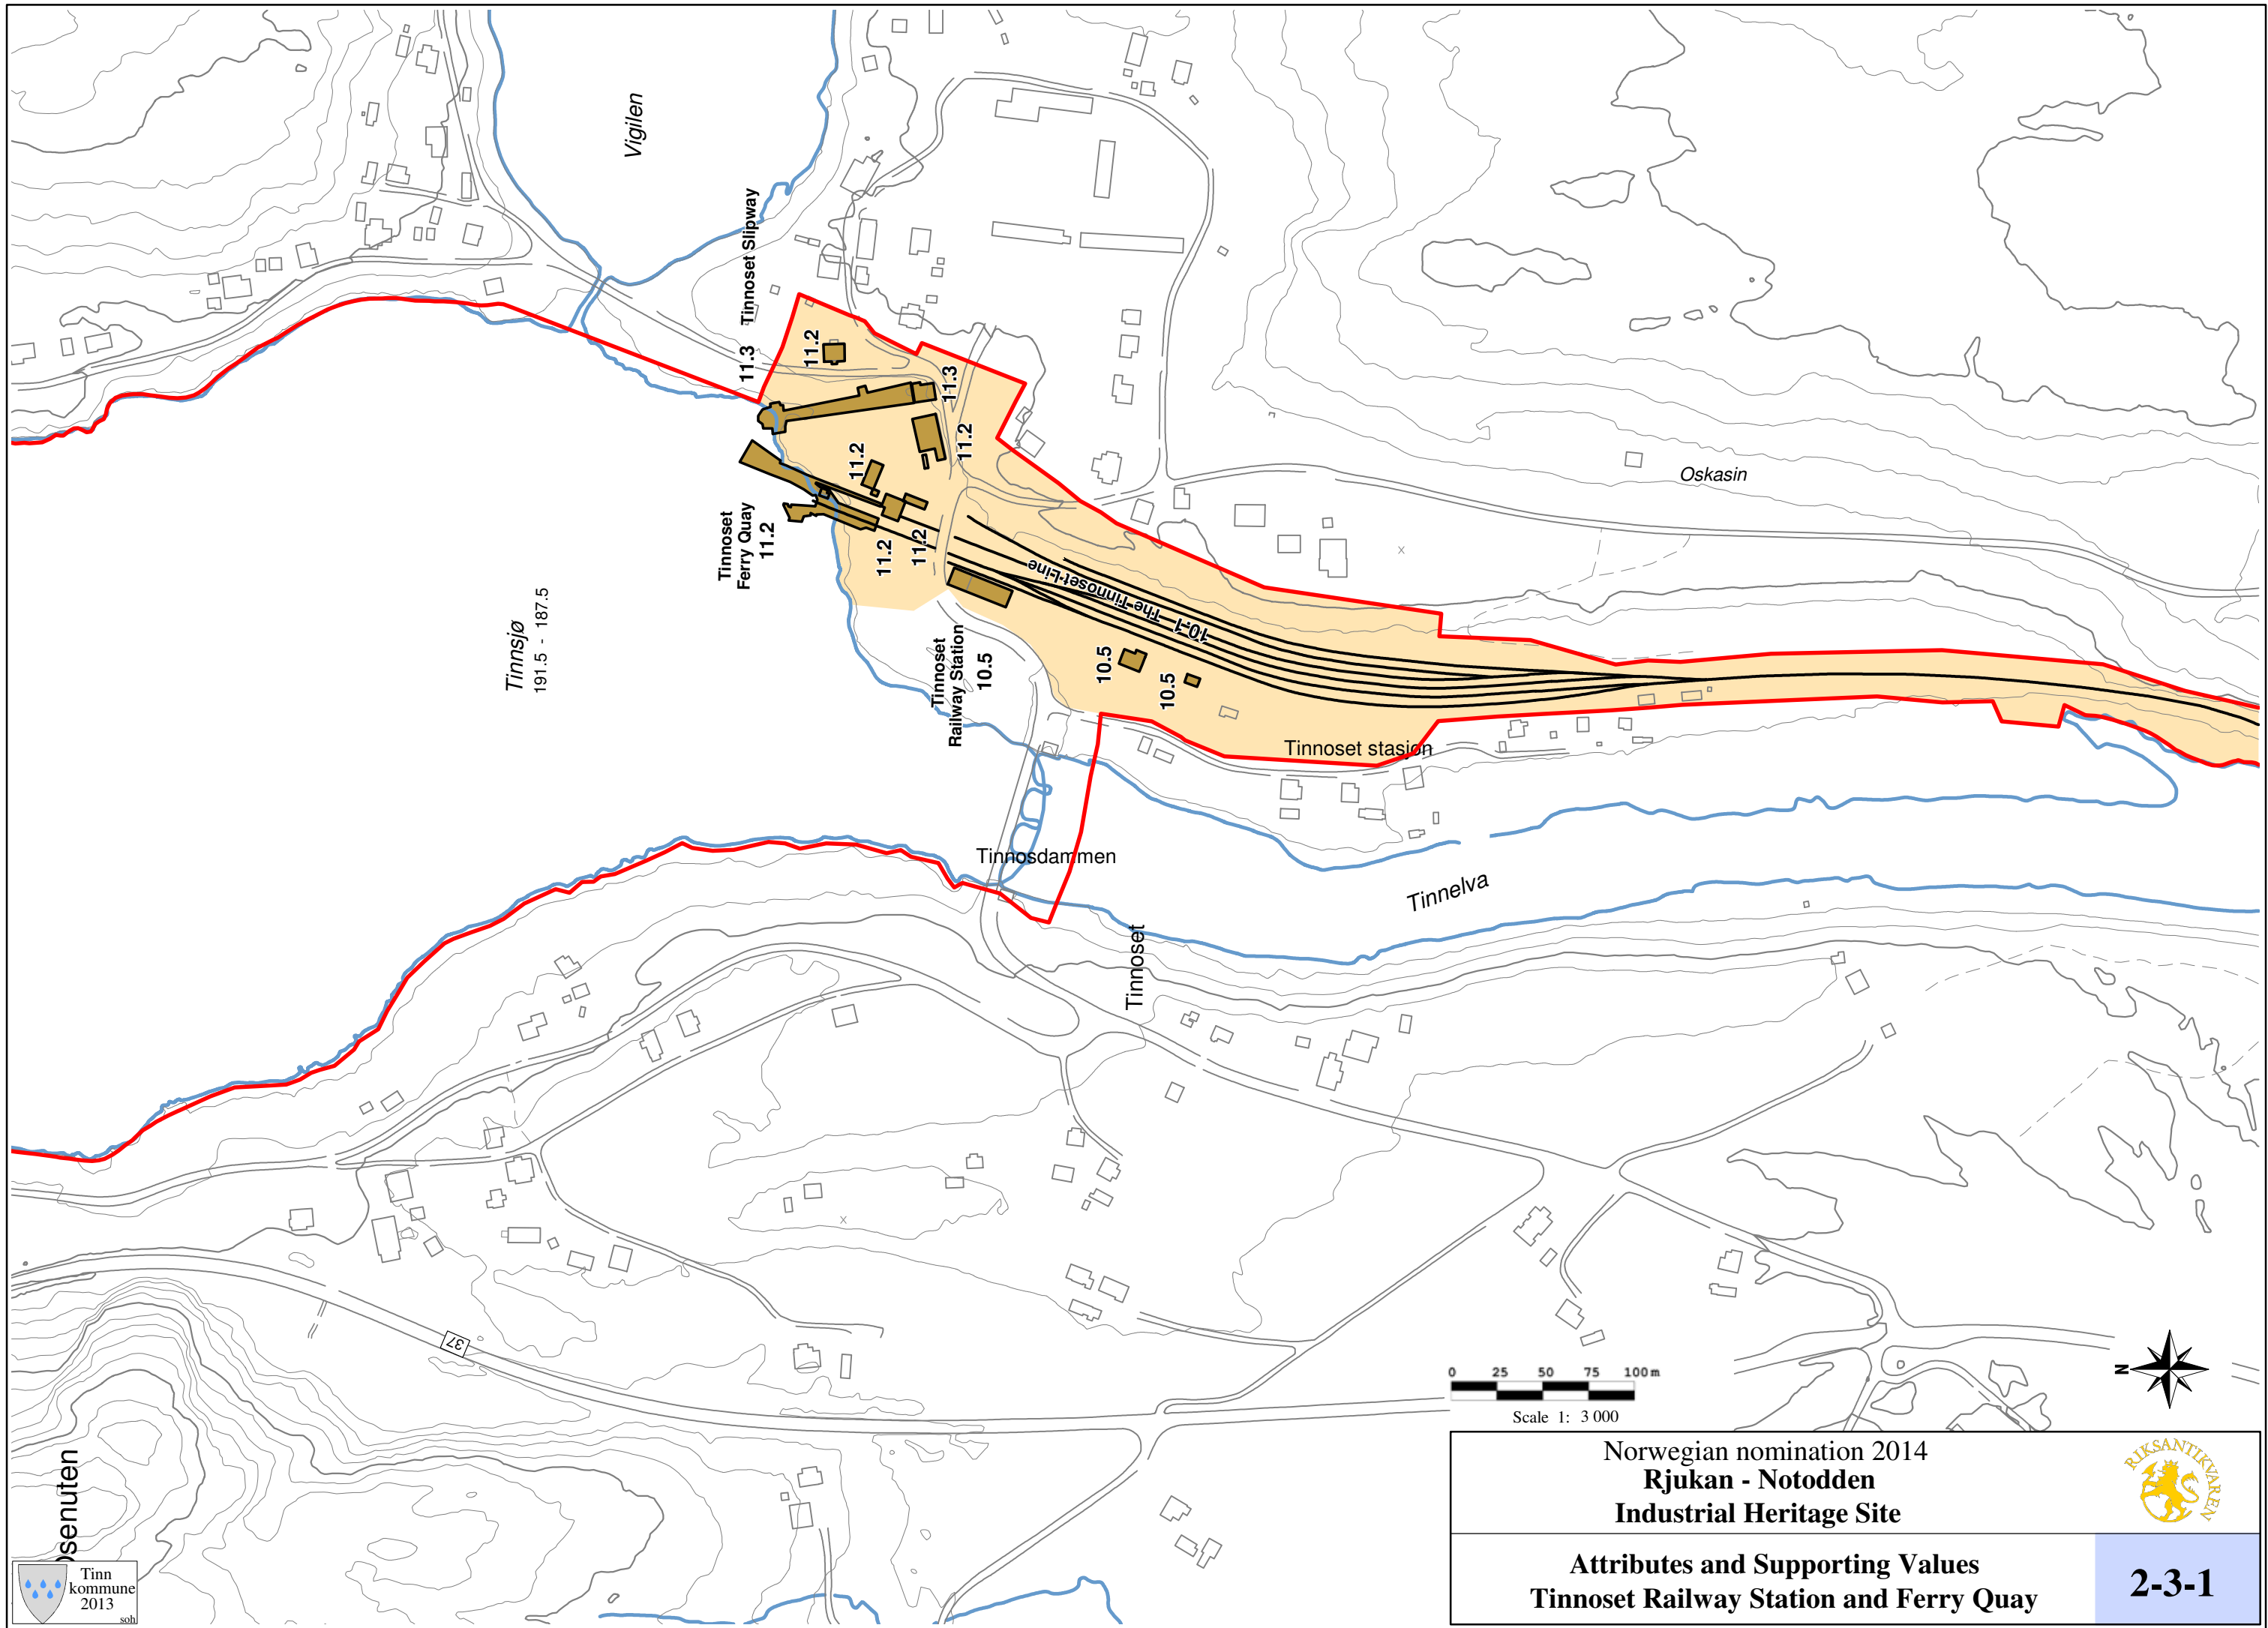 Vigilen
Tinnoset Slipway
11.3
11.2
11.3
11.2
11.2
Tinnoset
Ferry Quay
11.2
11.2
11.2
Oskasin
Tinnsjø
191.5 - 187.5
10.1 The Tinnoset Line
Tinnoset
Railway Station
10.5
10.5
10.5
Tinnoset stasjon
Tinnosdammen
Tinnelva
Tinnoset
37
osenuten
0 25 50 75 100m
Scale 1: 3 000
N
Norwegian nomination 2014
Rjukan - Notodden
Industrial Heritage Site
RIKSANTIKVAREN
Attributes and Supporting Values
Tinnoset Railway Station and Ferry Quay
2-3-1
Tinn
kommune
2013
soh